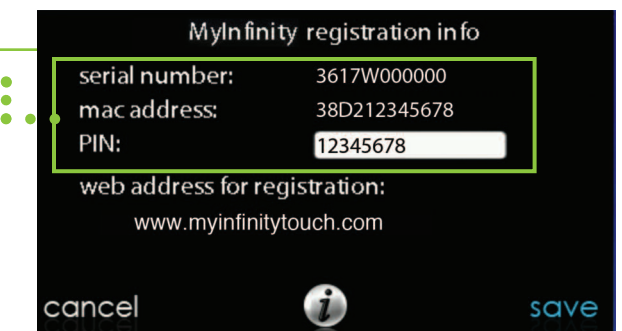 MyInfinity registration info
serial number: 3617W000000
mac address: 38D212345678
PIN: 12345678
web address for registration:
www.myinfinitytouch.com
cancel i save